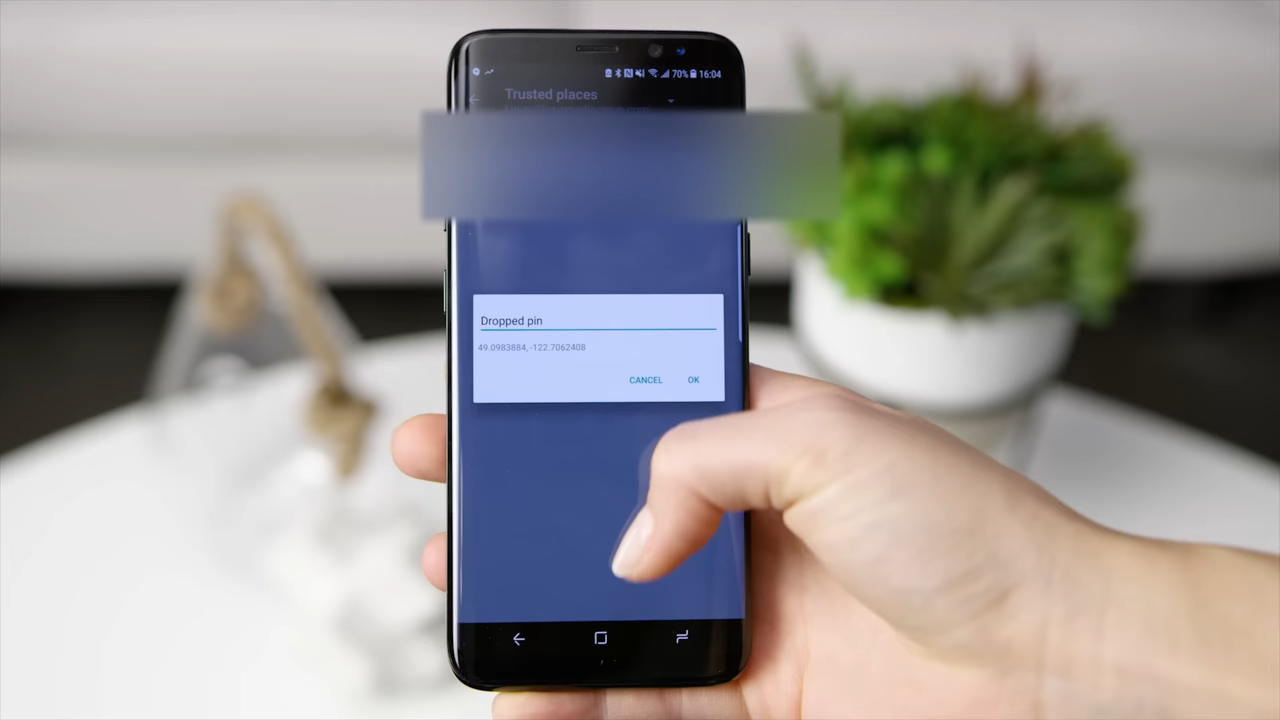 70% 16:04
Trusted places
Dropped pin
49.0983884, -122.7062408
CANCEL OK